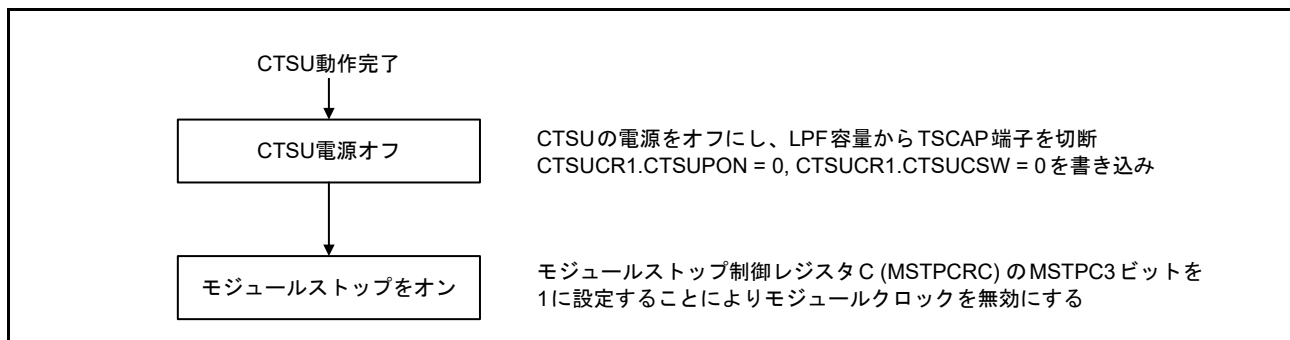 CTSU動作完了
CTSU電源オフ
CTSUの電源をオフにし、LPF容量からTSCAP端子を切断
CTSUCR1.CTSUPON = 0, CTSUCR1.CTSUCSW = 0を書き込み
モジュールストップをオン
モジュールストップ制御レジスタC (MSTPCRC) のMSTPC3ビットを
1に設定することによりモジュールクロックを無効にする